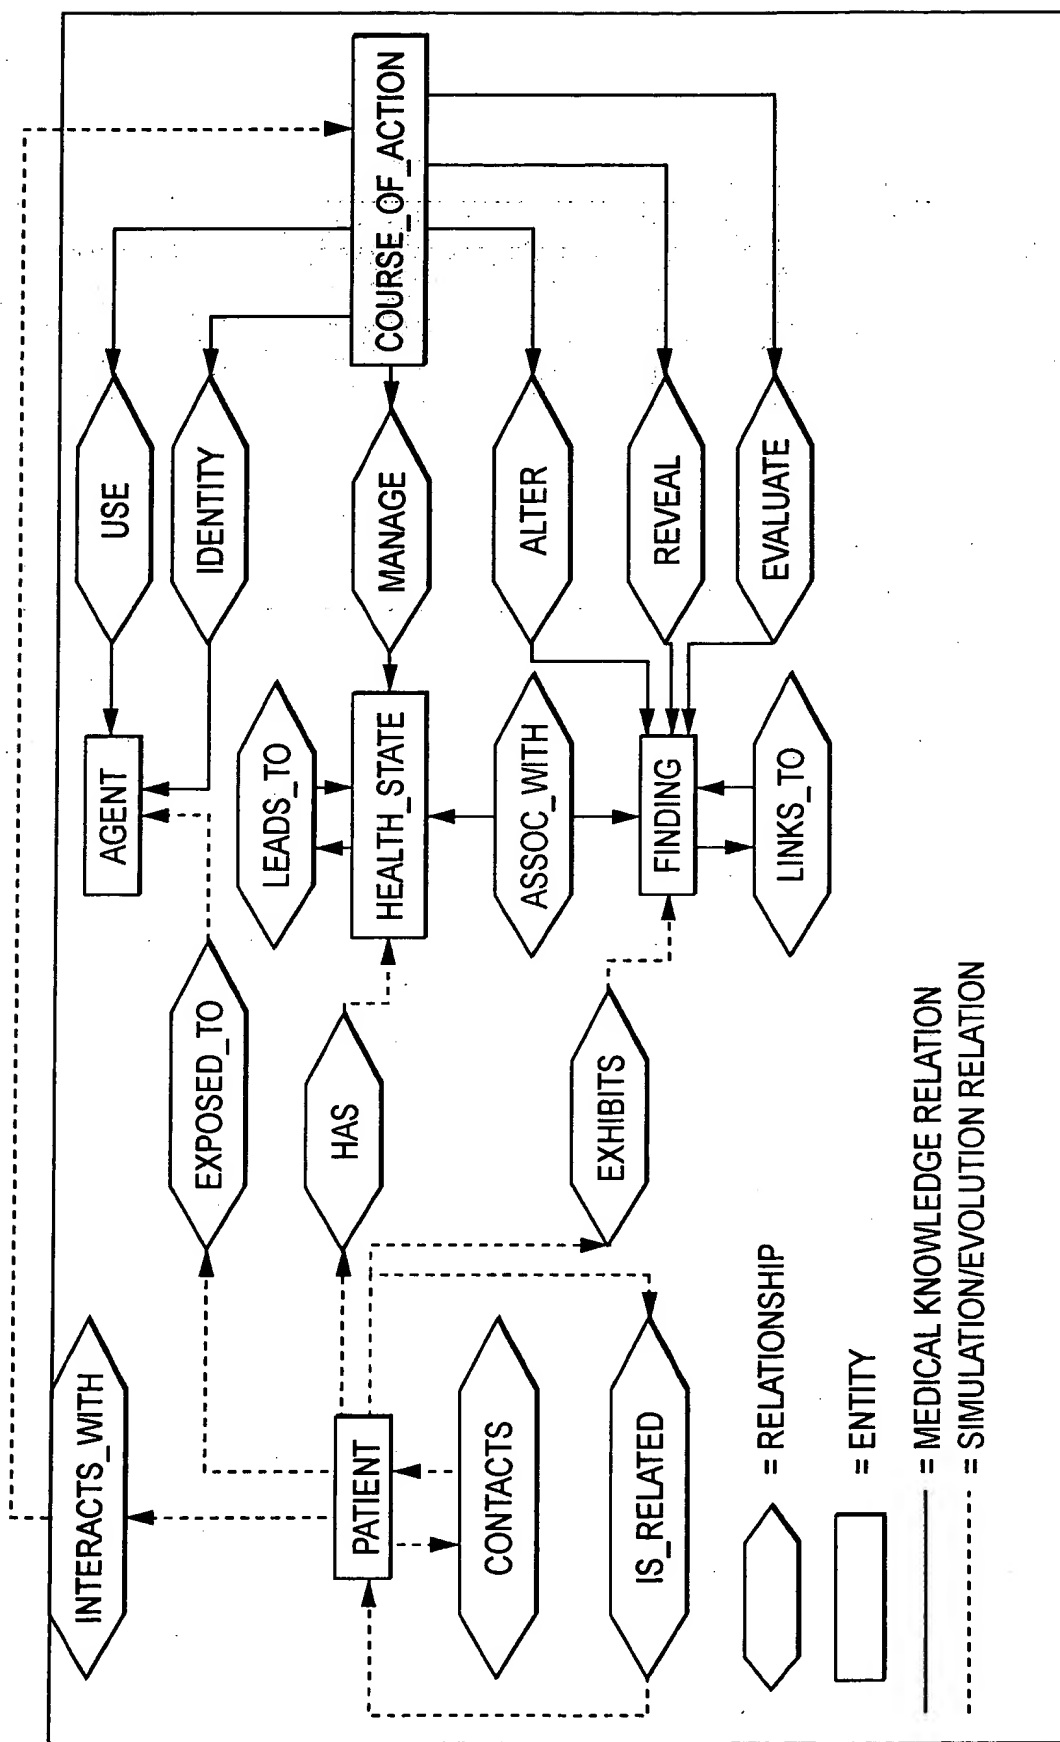 INTERACTS_WITH
EXPOSED_TO
AGENT
USE
IDENTITY
PATIENT
HAS
LEADS_TO
HEALTH_STATE
MANAGE
COURSE_OF_ACTION
CONTACTS
ASSOC_WITH
ALTER
IS_RELATED
EXHIBITS
FINDING
REVEAL
LINKS_TO
EVALUATE
= RELATIONSHIP
= ENTITY
= MEDICAL KNOWLEDGE RELATION
= SIMULATION/EVOLUTION RELATION